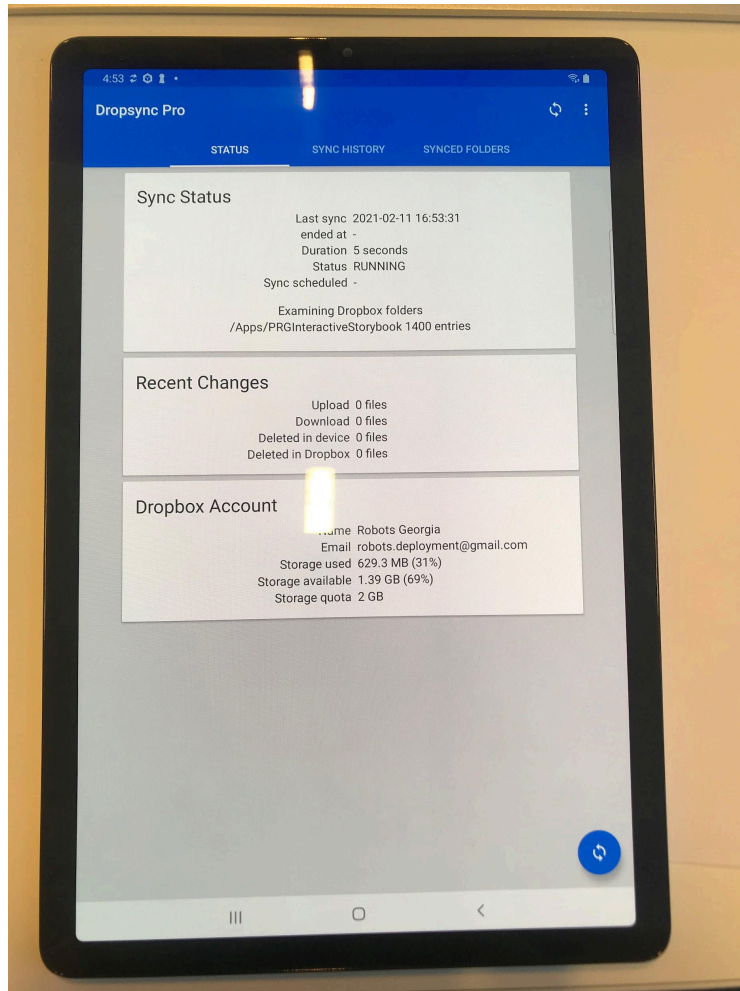 4:53
Dropsync Pro
STATUS SYNC HISTORY SYNCED FOLDERS
Sync Status
Last sync 2021-02-11 16:53:31
ended at -
Duration 5 seconds
Status RUNNING
Sync scheduled -
Examining Dropbox folders
/Apps/PRGInteractiveStorybook 1400 entries
Recent Changes
Upload 0 files
Download 0 files
Deleted in device 0 files
Deleted in Dropbox 0 files
Dropbox Account
Name Robots Georgia
Email robots.deployment@gmail.com
Storage used 629.3 MB (31%)
Storage available 1.39 GB (69%)
Storage quota 2 GB